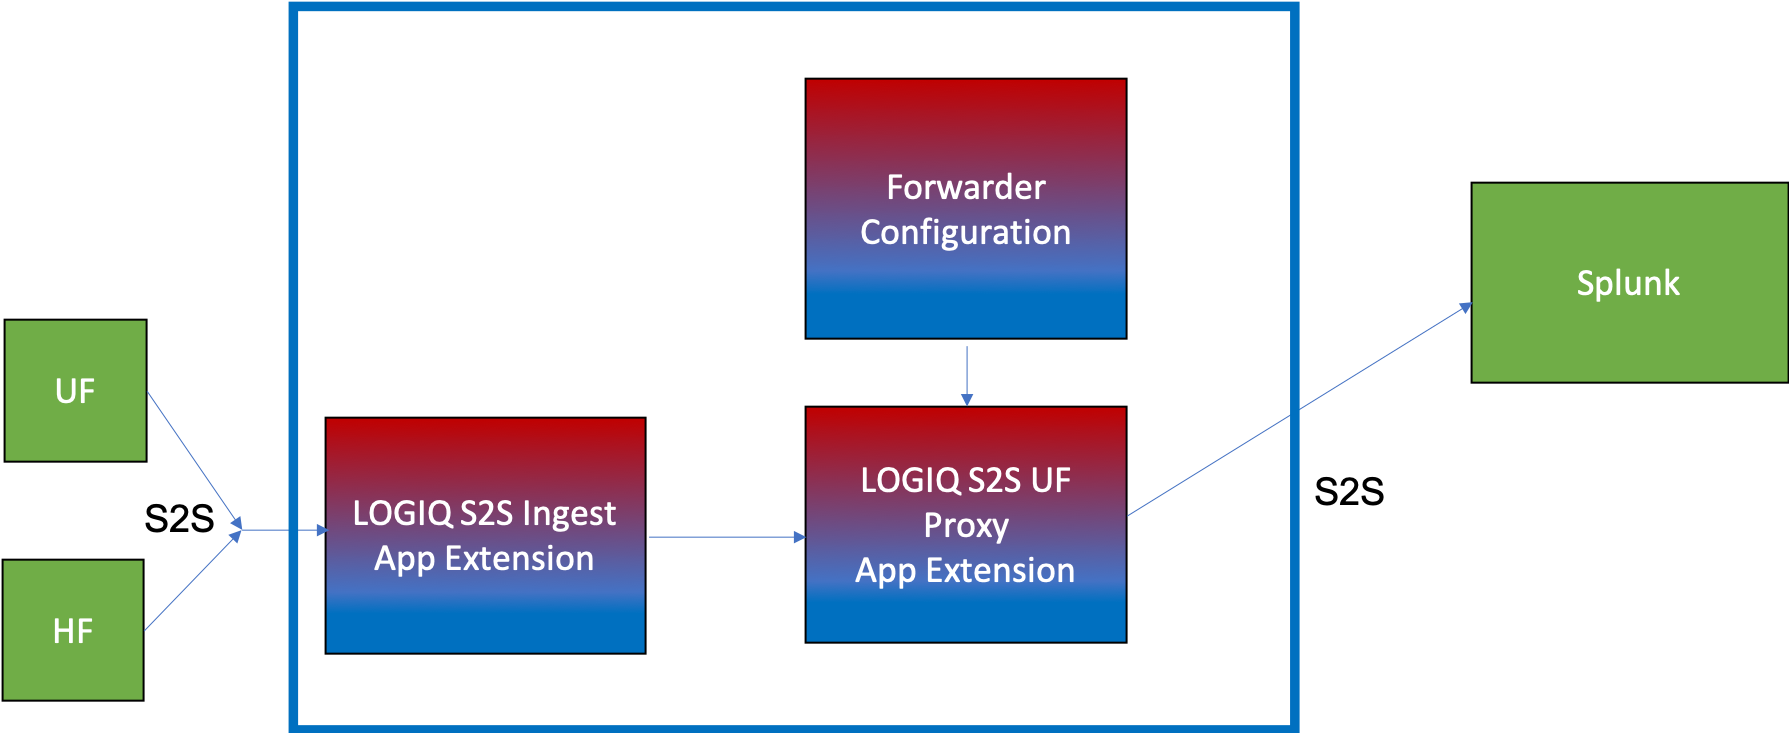 Forwarder
Configuration
Splunk
UF
S2S
HF
LOGIQ S2S Ingest
App Extension
LOGIQ S2S UF
Proxy
App Extension
S2S